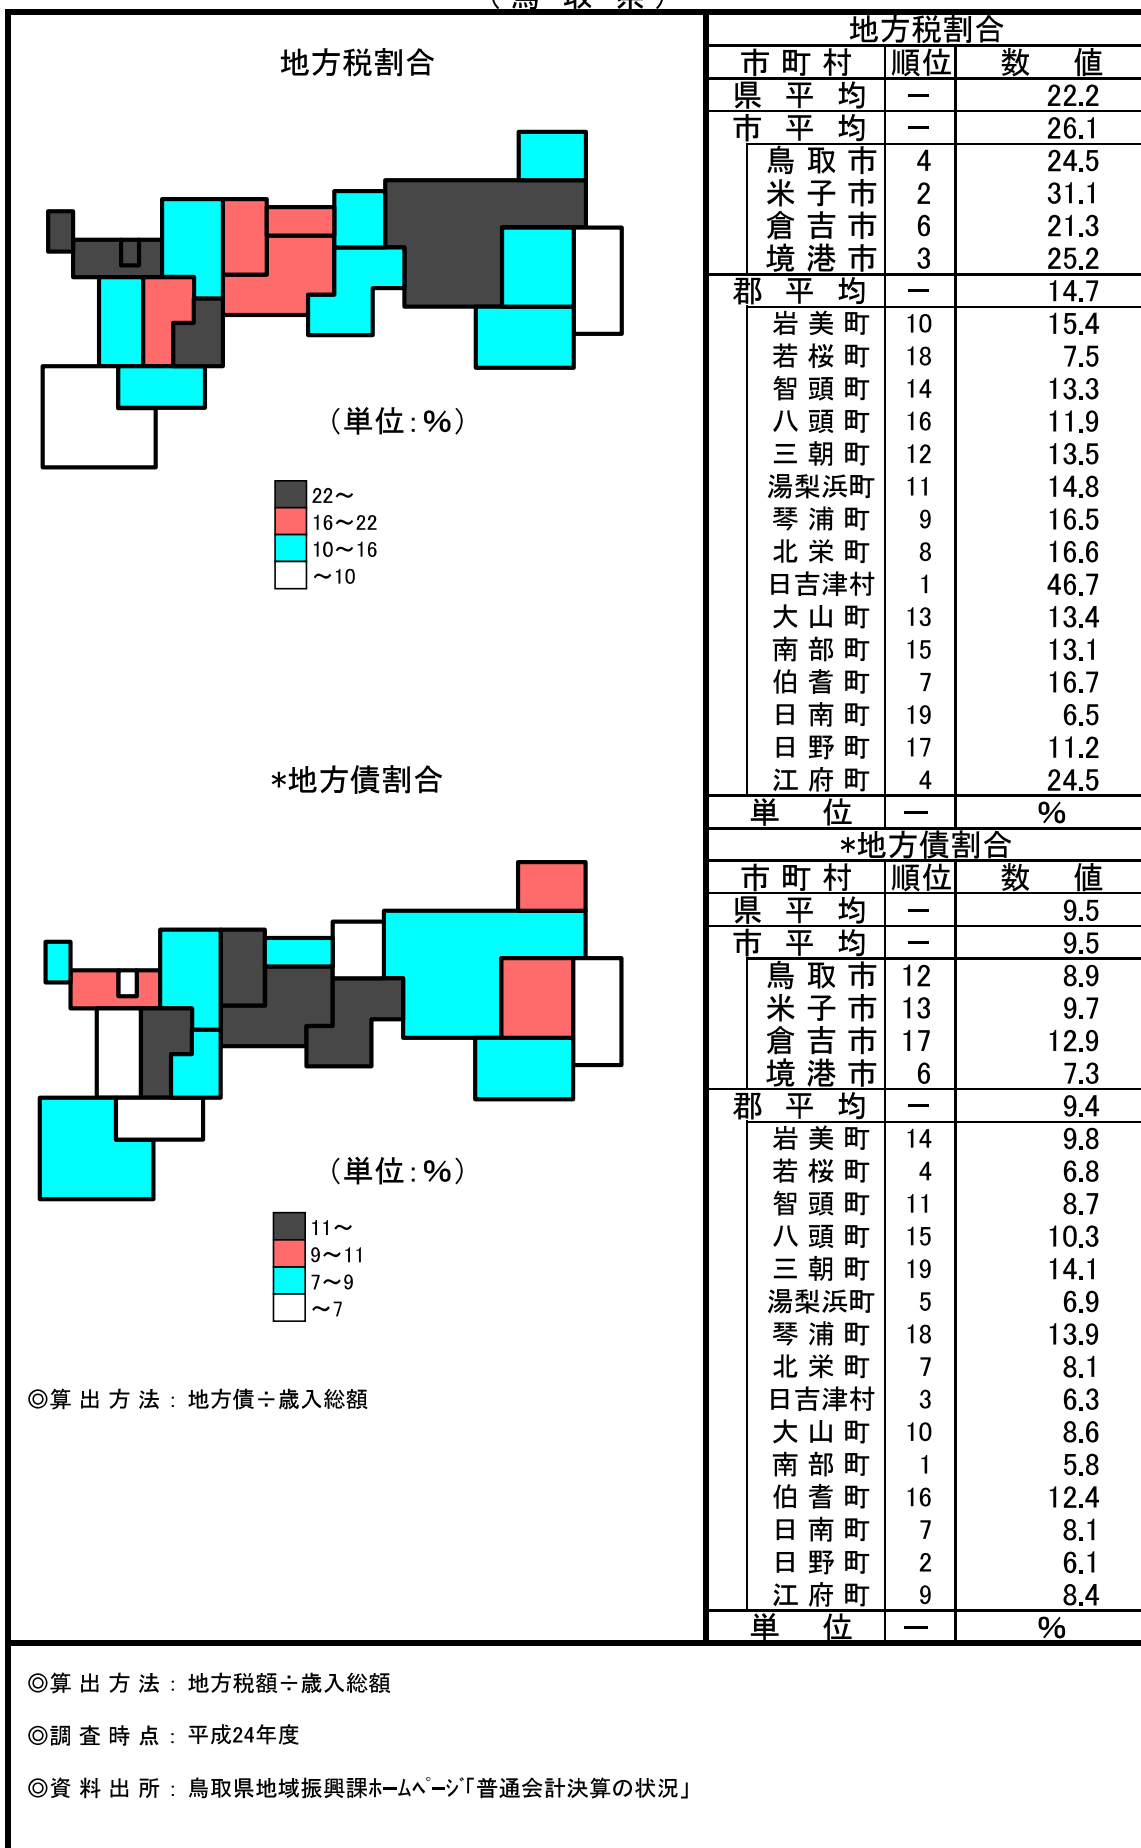 （鳥 取 県）
地方税割合
（単位：％）
22～
16～22
10～16
～10
地方税割合
市 町 村 順位 数 値
県 平 均 － 22.2
市 平 均 － 26.1
鳥 取 市 4 24.5
米 子 市 2 31.1
倉 吉 市 6 21.3
境 港 市 3 25.2
郡 平 均 － 14.7
岩 美 町 10 15.4
若 桜 町 18 7.5
智 頭 町 14 13.3
八 頭 町 16 11.9
三 朝 町 12 13.5
湯梨浜町 11 14.8
琴 浦 町 9 16.5
北 栄 町 8 16.6
日吉津村 1 46.7
大 山 町 13 13.4
南 部 町 15 13.1
伯 耆 町 7 16.7
日 南 町 19 6.5
日 野 町 17 11.2
江 府 町 4 24.5
単 位 － %
*地方債割合
（単位：％）
11～
9～11
7～9
～7
◎算 出 方 法 ： 地方債÷歳入総額
*地方債割合
市 町 村 順位 数 値
県 平 均 － 9.5
市 平 均 － 9.5
鳥 取 市 12 8.9
米 子 市 13 9.7
倉 吉 市 17 12.9
境 港 市 6 7.3
郡 平 均 － 9.4
岩 美 町 14 9.8
若 桜 町 4 6.8
智 頭 町 11 8.7
八 頭 町 15 10.3
三 朝 町 19 14.1
湯梨浜町 5 6.9
琴 浦 町 18 13.9
北 栄 町 7 8.1
日吉津村 3 6.3
大 山 町 10 8.6
南 部 町 1 5.8
伯 耆 町 16 12.4
日 南 町 7 8.1
日 野 町 2 6.1
江 府 町 9 8.4
単 位 － %
◎算 出 方 法 ： 地方税額÷歳入総額
◎調 査 時 点 ： 平成24年度
◎資 料 出 所 ： 鳥取県地域振興課ﾎｰﾑﾍﾟｰｼﾞ「普通会計決算の状況」